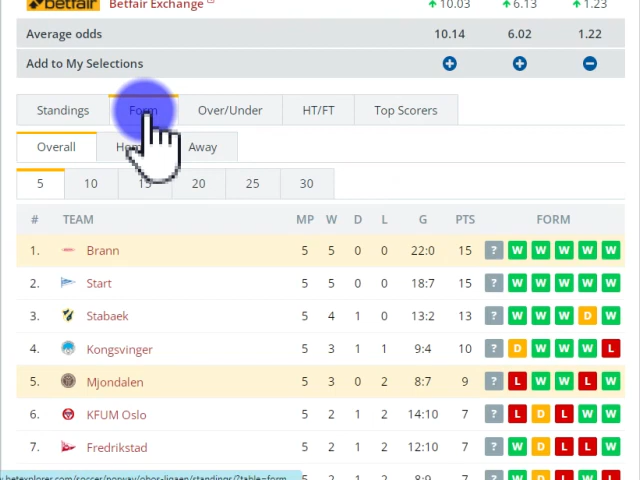 betfair Betfair Exchange 10.03 6.13 1.23
Average odds 10.14 6.02 1.22
Add to My Selections
Standings Form Over/Under HT/FT Top Scorers
Overall Away
5 10 15 20 25 30
# TEAM MP W D L G PTS FORM
1. Brann 5 5 0 0 22:0 15 ? W W W W W
2. Start 5 5 0 0 18:7 15 ? W W W W W
3. Stabaek 5 4 1 0 13:2 13 ? W W W D W
4. Kongsvinger 5 3 1 1 9:4 10 ? D W W W L
5. Mjondalen 5 3 0 2 8:7 9 ? L W W L W
6. KFUM Oslo 5 2 1 2 14:10 7 ? L D L W W
7. Fredrikstad 5 2 1 2 12:10 7 ? W D L L W